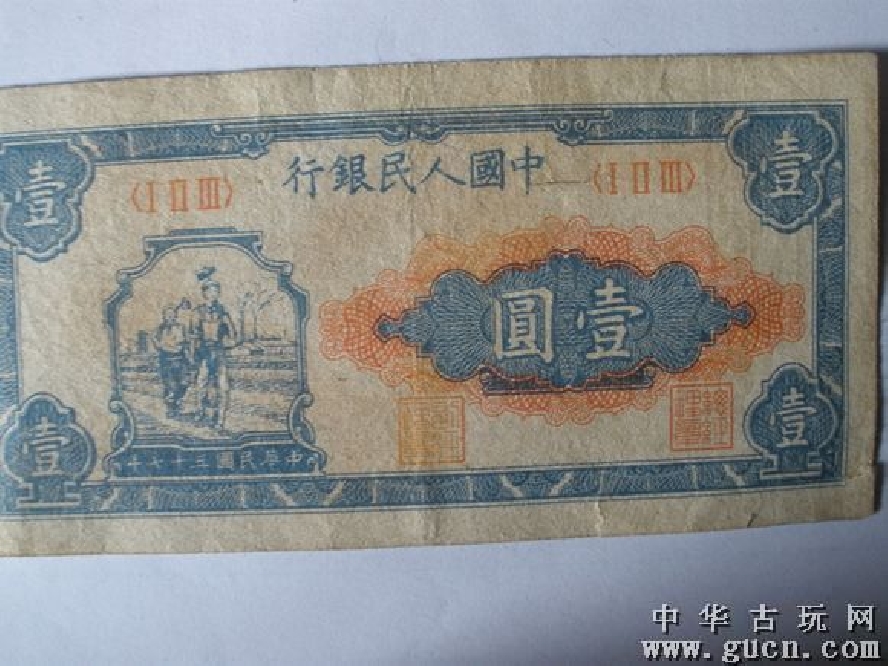 中國人民銀行
〈I II III〉 〈I II III〉
壹 壹
壹圓
中華民國三十七年
壹 壹
中华古玩网
www.gucn.com